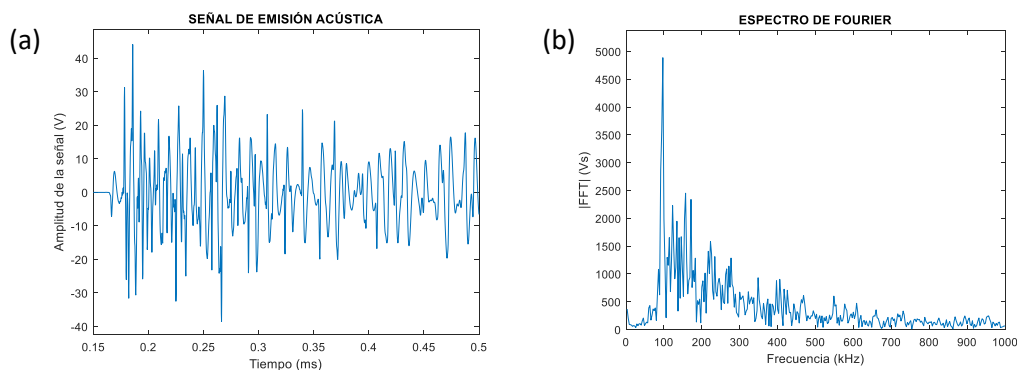 (a)
SEÑAL DE EMISIÓN ACÚSTICA
Amplitud de la señal (V)
40
30
20
10
0
-10
-20
-30
-40
0.15 0.2 0.25 0.3 0.35 0.4 0.45 0.5
Tiempo (ms)
(b)
ESPECTRO DE FOURIER
|FFT| (Vs)
5000
4500
4000
3500
3000
2500
2000
1500
1000
500
0
0 100 200 300 400 500 600 700 800 900 1000
Frecuencia (kHz)